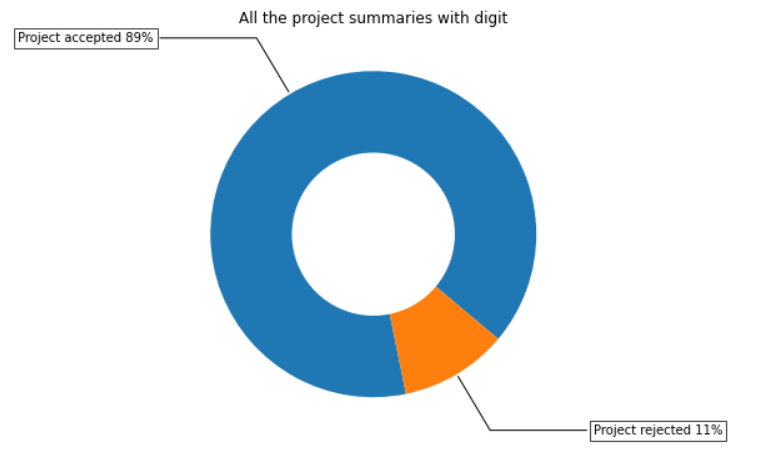 All the project summaries with digit
Project accepted 89%
Project rejected 11%